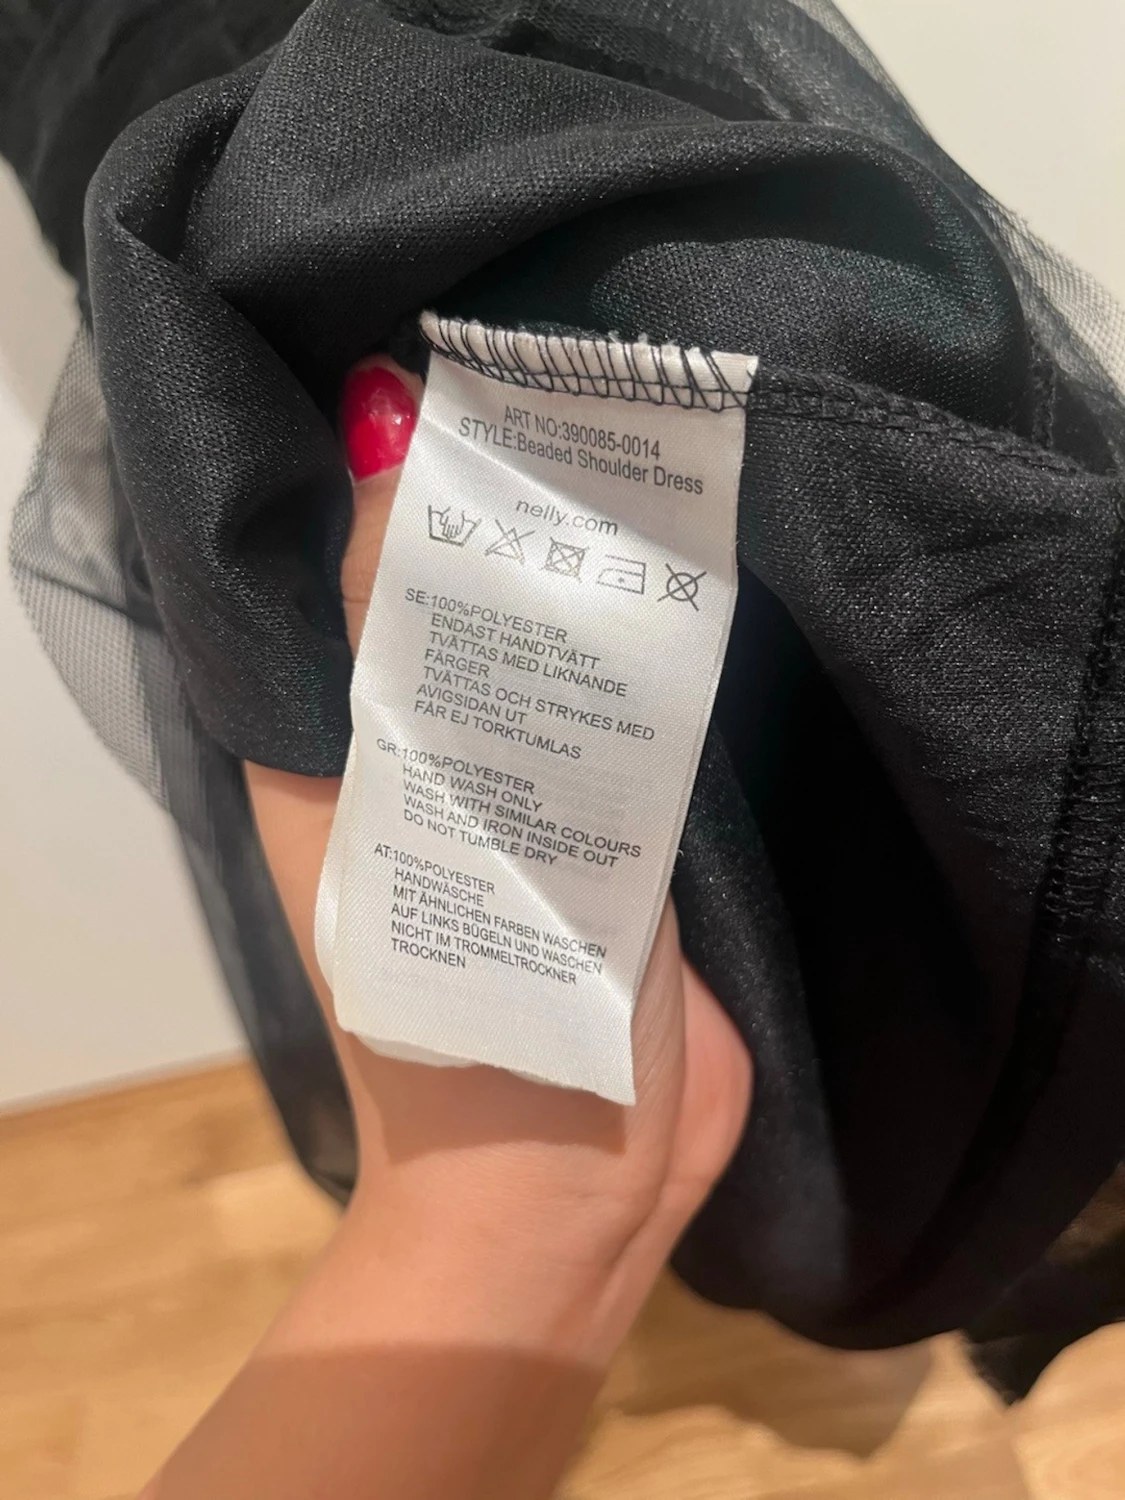 ART NO:390085-0014
STYLE:Beaded Shoulder Dress
nelly.com
SE:100%POLYESTER
ENDAST HANDTVÄTT
TVÄTTAS MED LIKNANDE
FÄRGER
TVÄTTAS OCH STRYKES MED
AVIGSIDAN UT
FÅR EJ TORKTUMLAS
GR:100%POLYESTER
HAND WASH ONLY
WASH WITH SIMILAR COLOURS
WASH AND IRON INSIDE OUT
DO NOT TUMBLE DRY
AT:100%POLYESTER
HANDWÄSCHE
MIT ÄHNLICHEN FARBEN WASCHEN
AUF LINKS BÜGELN UND WASCHEN
NICHT IM TROMMELTROCKNER
TROCKNEN